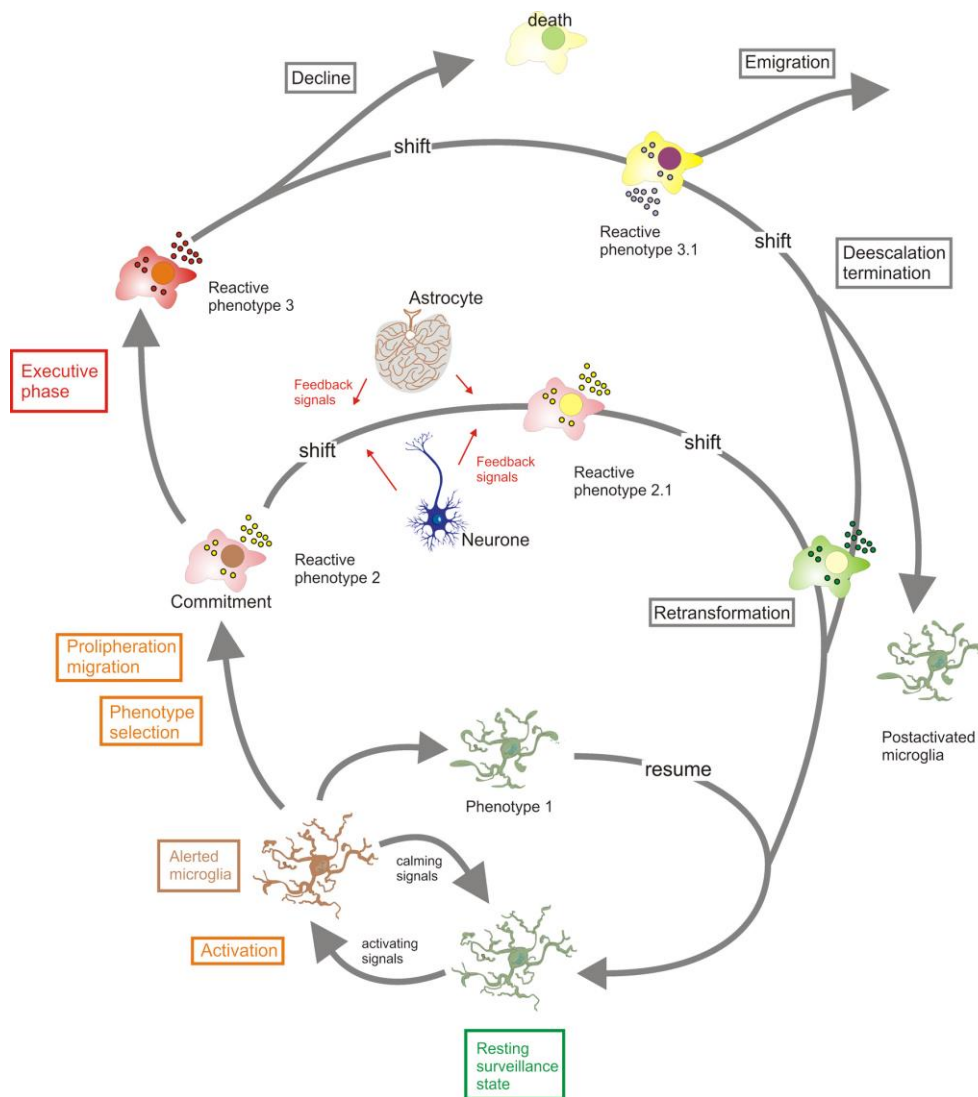 death
Decline
Emigration
shift
Reactive
phenotype 3.1
shift
Deescalation
termination
Reactive
phenotype 3
Astrocyte
Executive
phase
Feedback
signals
shift
Feedback
signals
shift
Reactive
phenotype 2.1
Neurone
Reactive
phenotype 2
Commitment
Retransformation
Prolipheration
migration
Phenotype
selection
Postactivated
microglia
resume
Phenotype 1
Alerted
microglia
calming
signals
Activation
activating
signals
Resting
surveillance
state